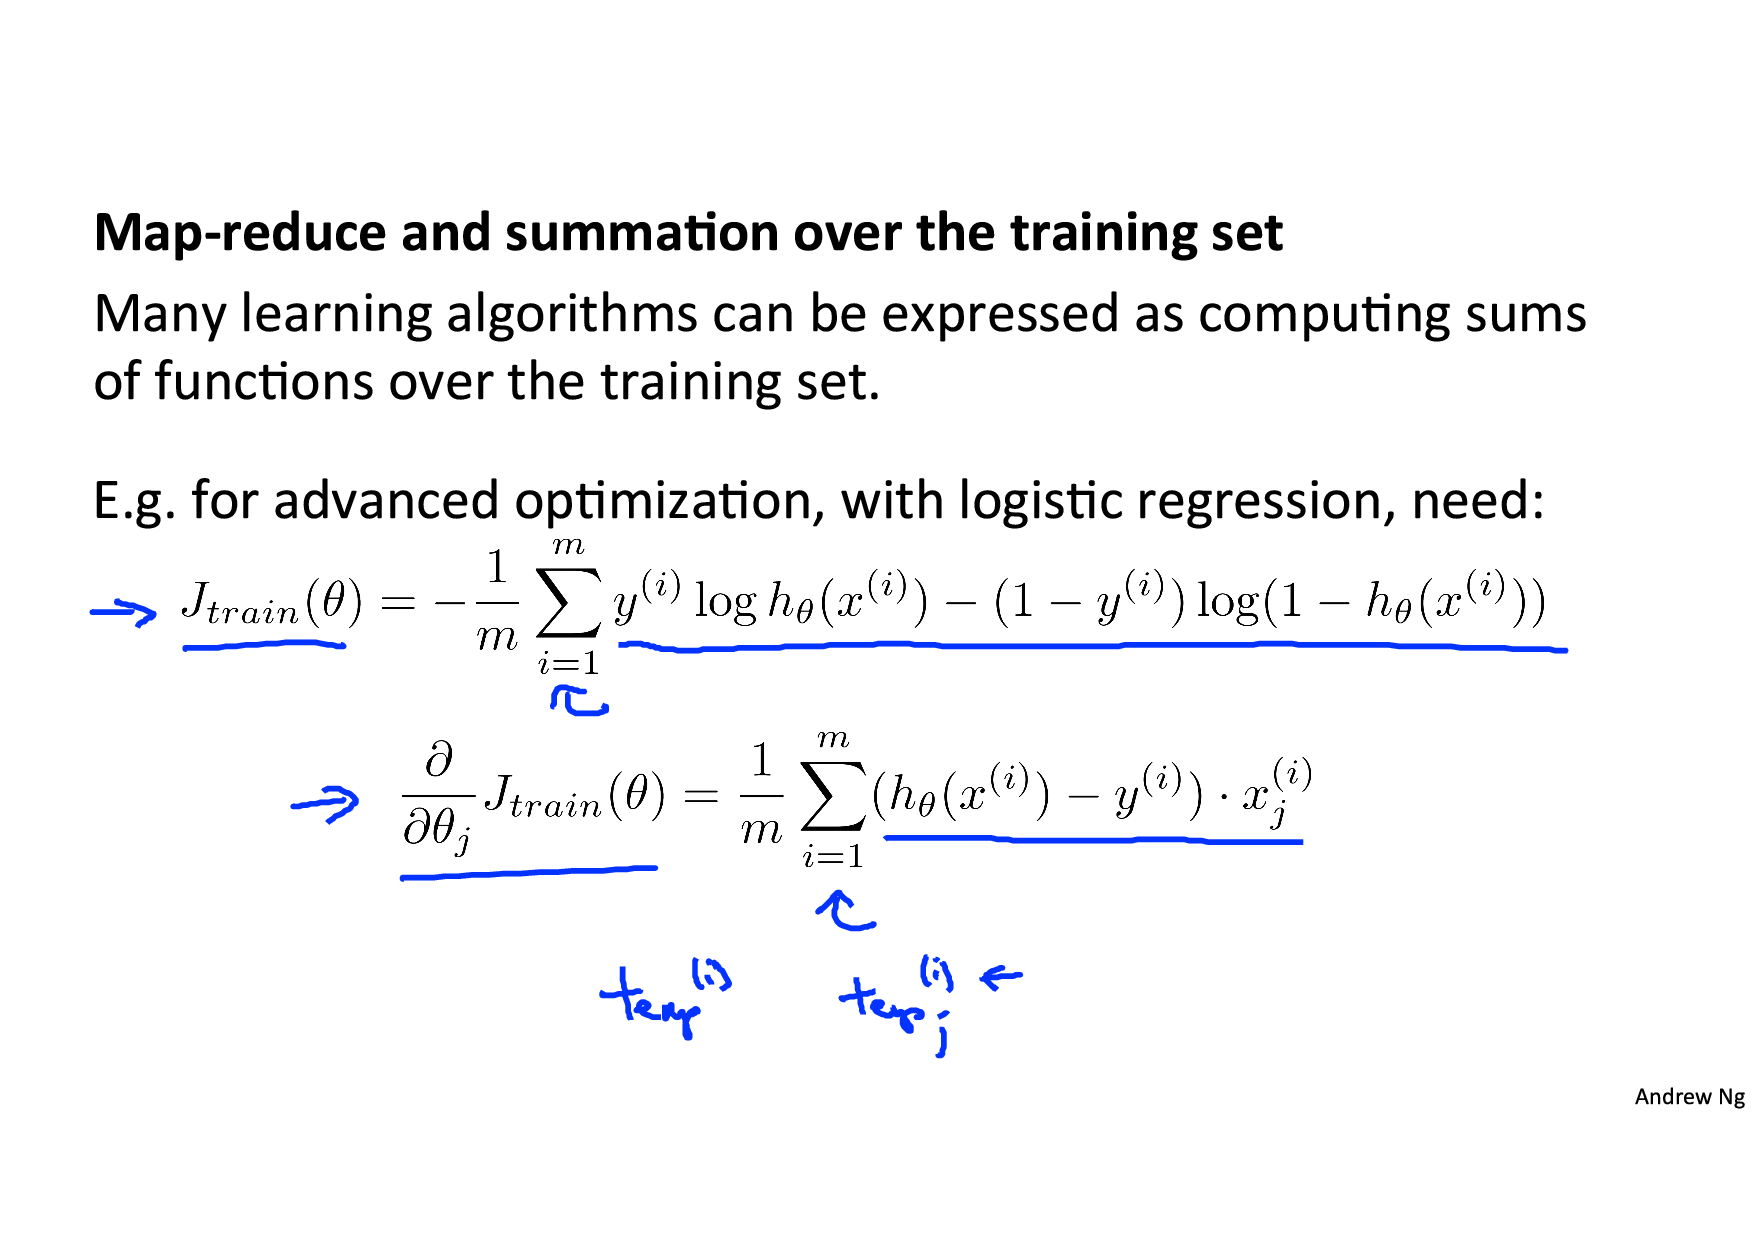 Map-reduce and summation over the training set
Many learning algorithms can be expressed as computing sums
of functions over the training set.
E.g. for advanced optimization, with logistic regression, need:
$J_{train}(\theta) = -\frac{1}{m}\sum_{i=1}^{m} y^{(i)} \log h_\theta(x^{(i)}) - (1 - y^{(i)}) \log(1 - h_\theta(x^{(i)}))$
$\frac{\partial}{\partial\theta_j} J_{train}(\theta) = \frac{1}{m}\sum_{i=1}^{m} (h_\theta(x^{(i)}) - y^{(i)}) \cdot x_j^{(i)}$
$temp^{(i)}$ $temp_j^{(i)}$ ←
Andrew Ng